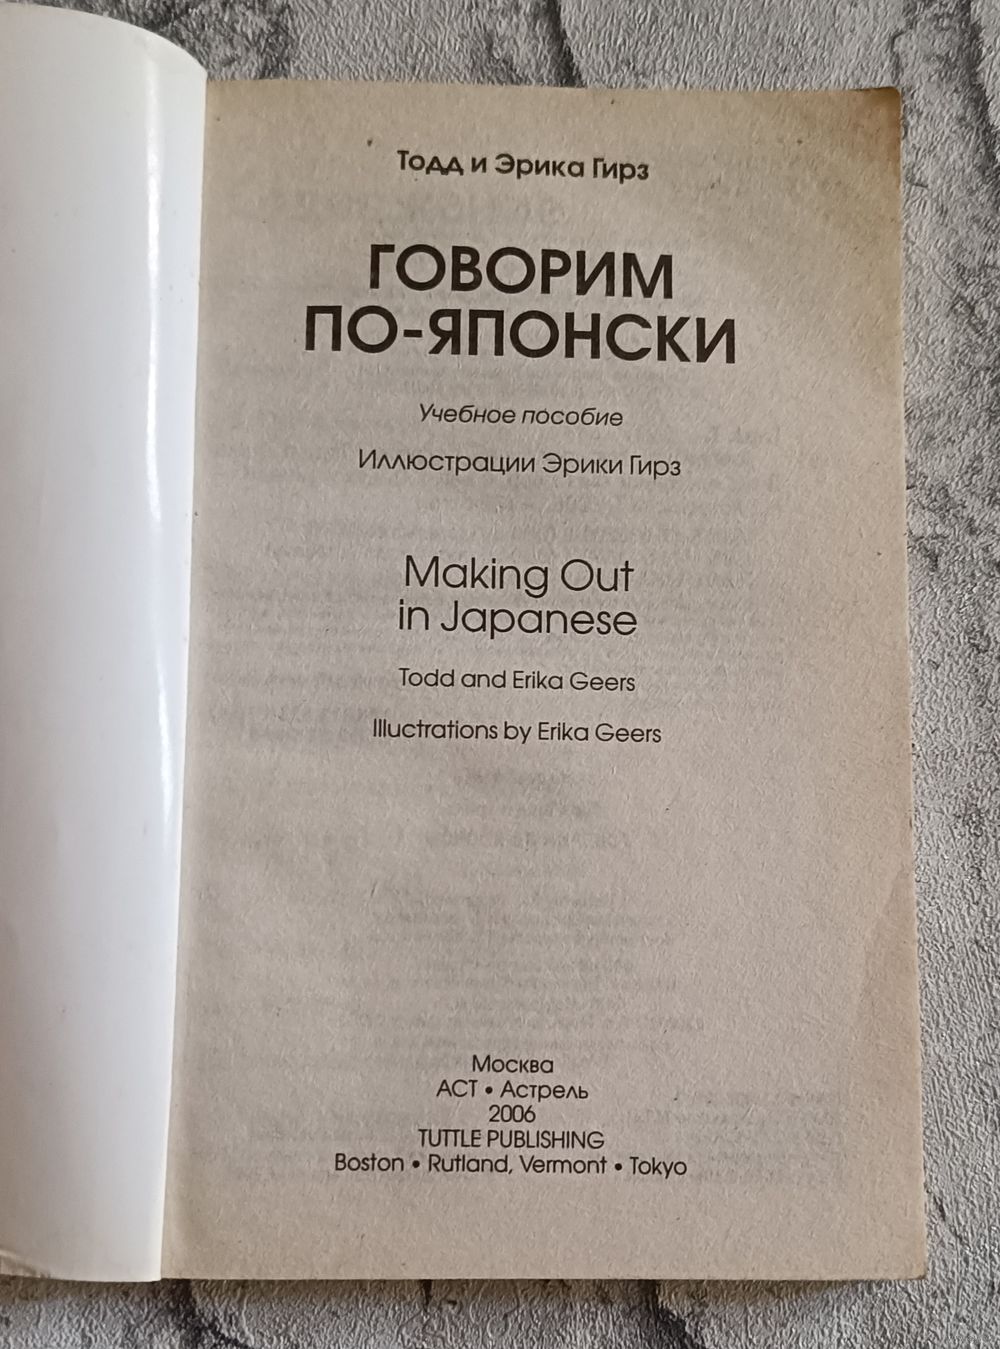 Тодд и Эрика Гирз
ГОВОРИМ
ПО-ЯПОНСКИ
Учебное пособие
Иллюстрации Эрики Гирз
Making Out
in Japanese
Todd and Erika Geers
Illuctrations by Erika Geers
Москва
АСТ • Астрель
2006
TUTTLE PUBLISHING
Boston • Rutland, Vermont • Tokyo